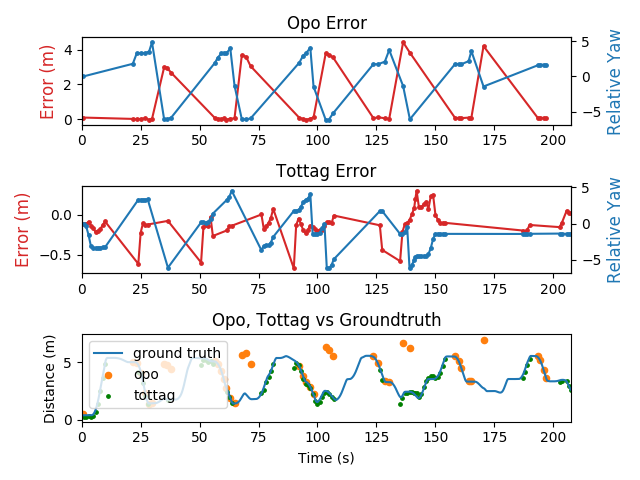 Opo Error
Error (m)
4
2
0
5
0
−5
Relative Yaw
0 25 50 75 100 125 150 175 200
Tottag Error
Error (m)
0.0
−0.5
5
0
−5
Relative Yaw
0 25 50 75 100 125 150 175 200
Opo, Tottag vs Groundtruth
Distance (m)
5
0
ground truth
opo
tottag
0 25 50 75 100 125 150 175 200
Time (s)